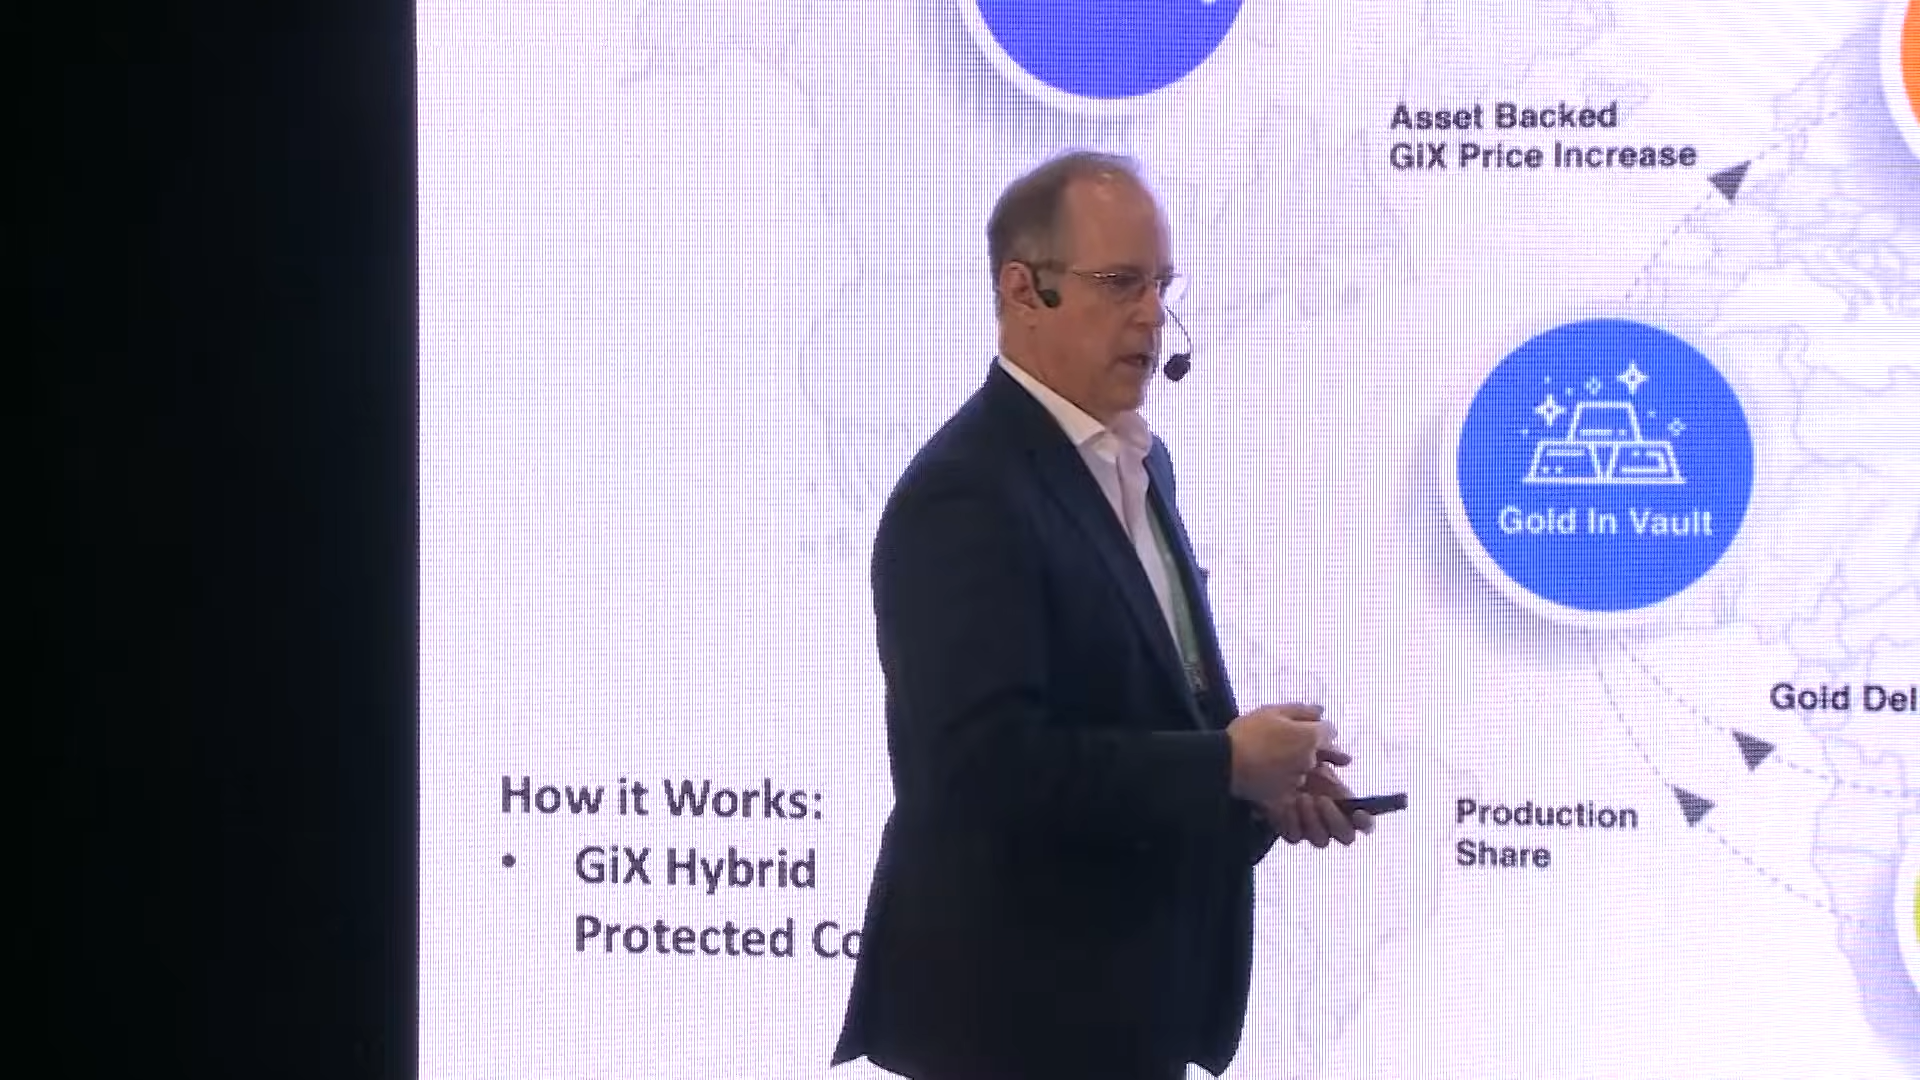 Asset Backed
GiX Price Increase
Gold In Vault
Gold Del
Production
Share
How it Works:
• GiX Hybrid
Protected Co